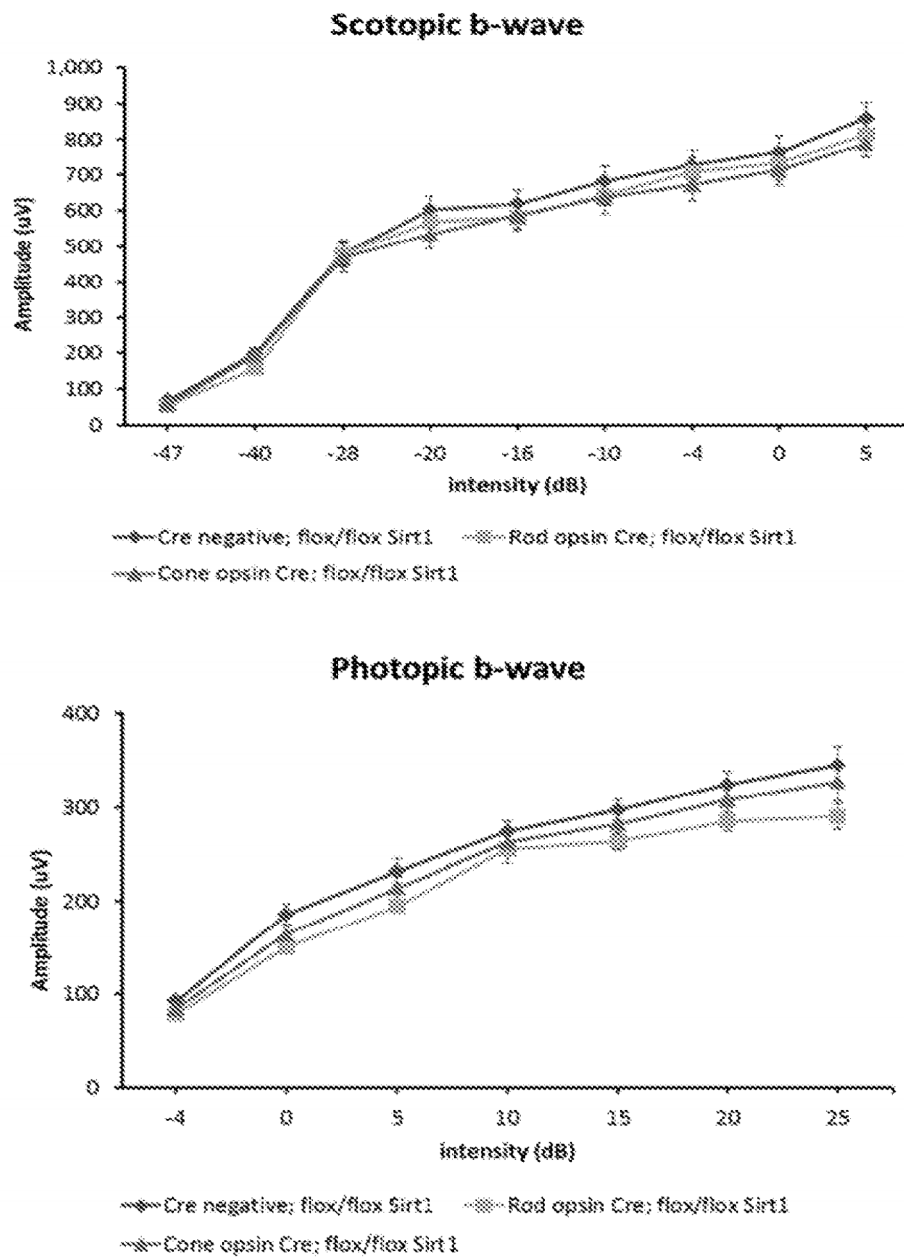 Scotopic b-wave
1,000
900
800
700
600
500
400
300
200
100
0
Amplitude (uV)
-47 -40 -28 -20 -16 -10 -4 0 5
intensity (dB)
Cre negative; flox/flox Sirt1 Rod opsin Cre; flox/flox Sirt1
Cone opsin Cre; flox/flox Sirt1
Photopic b-wave
400
300
200
100
0
Amplitude (uV)
-4 0 5 10 15 20 25
intensity (dB)
Cre negative; flox/flox Sirt1 Rod opsin Cre; flox/flox Sirt1
Cone opsin Cre; flox/flox Sirt1